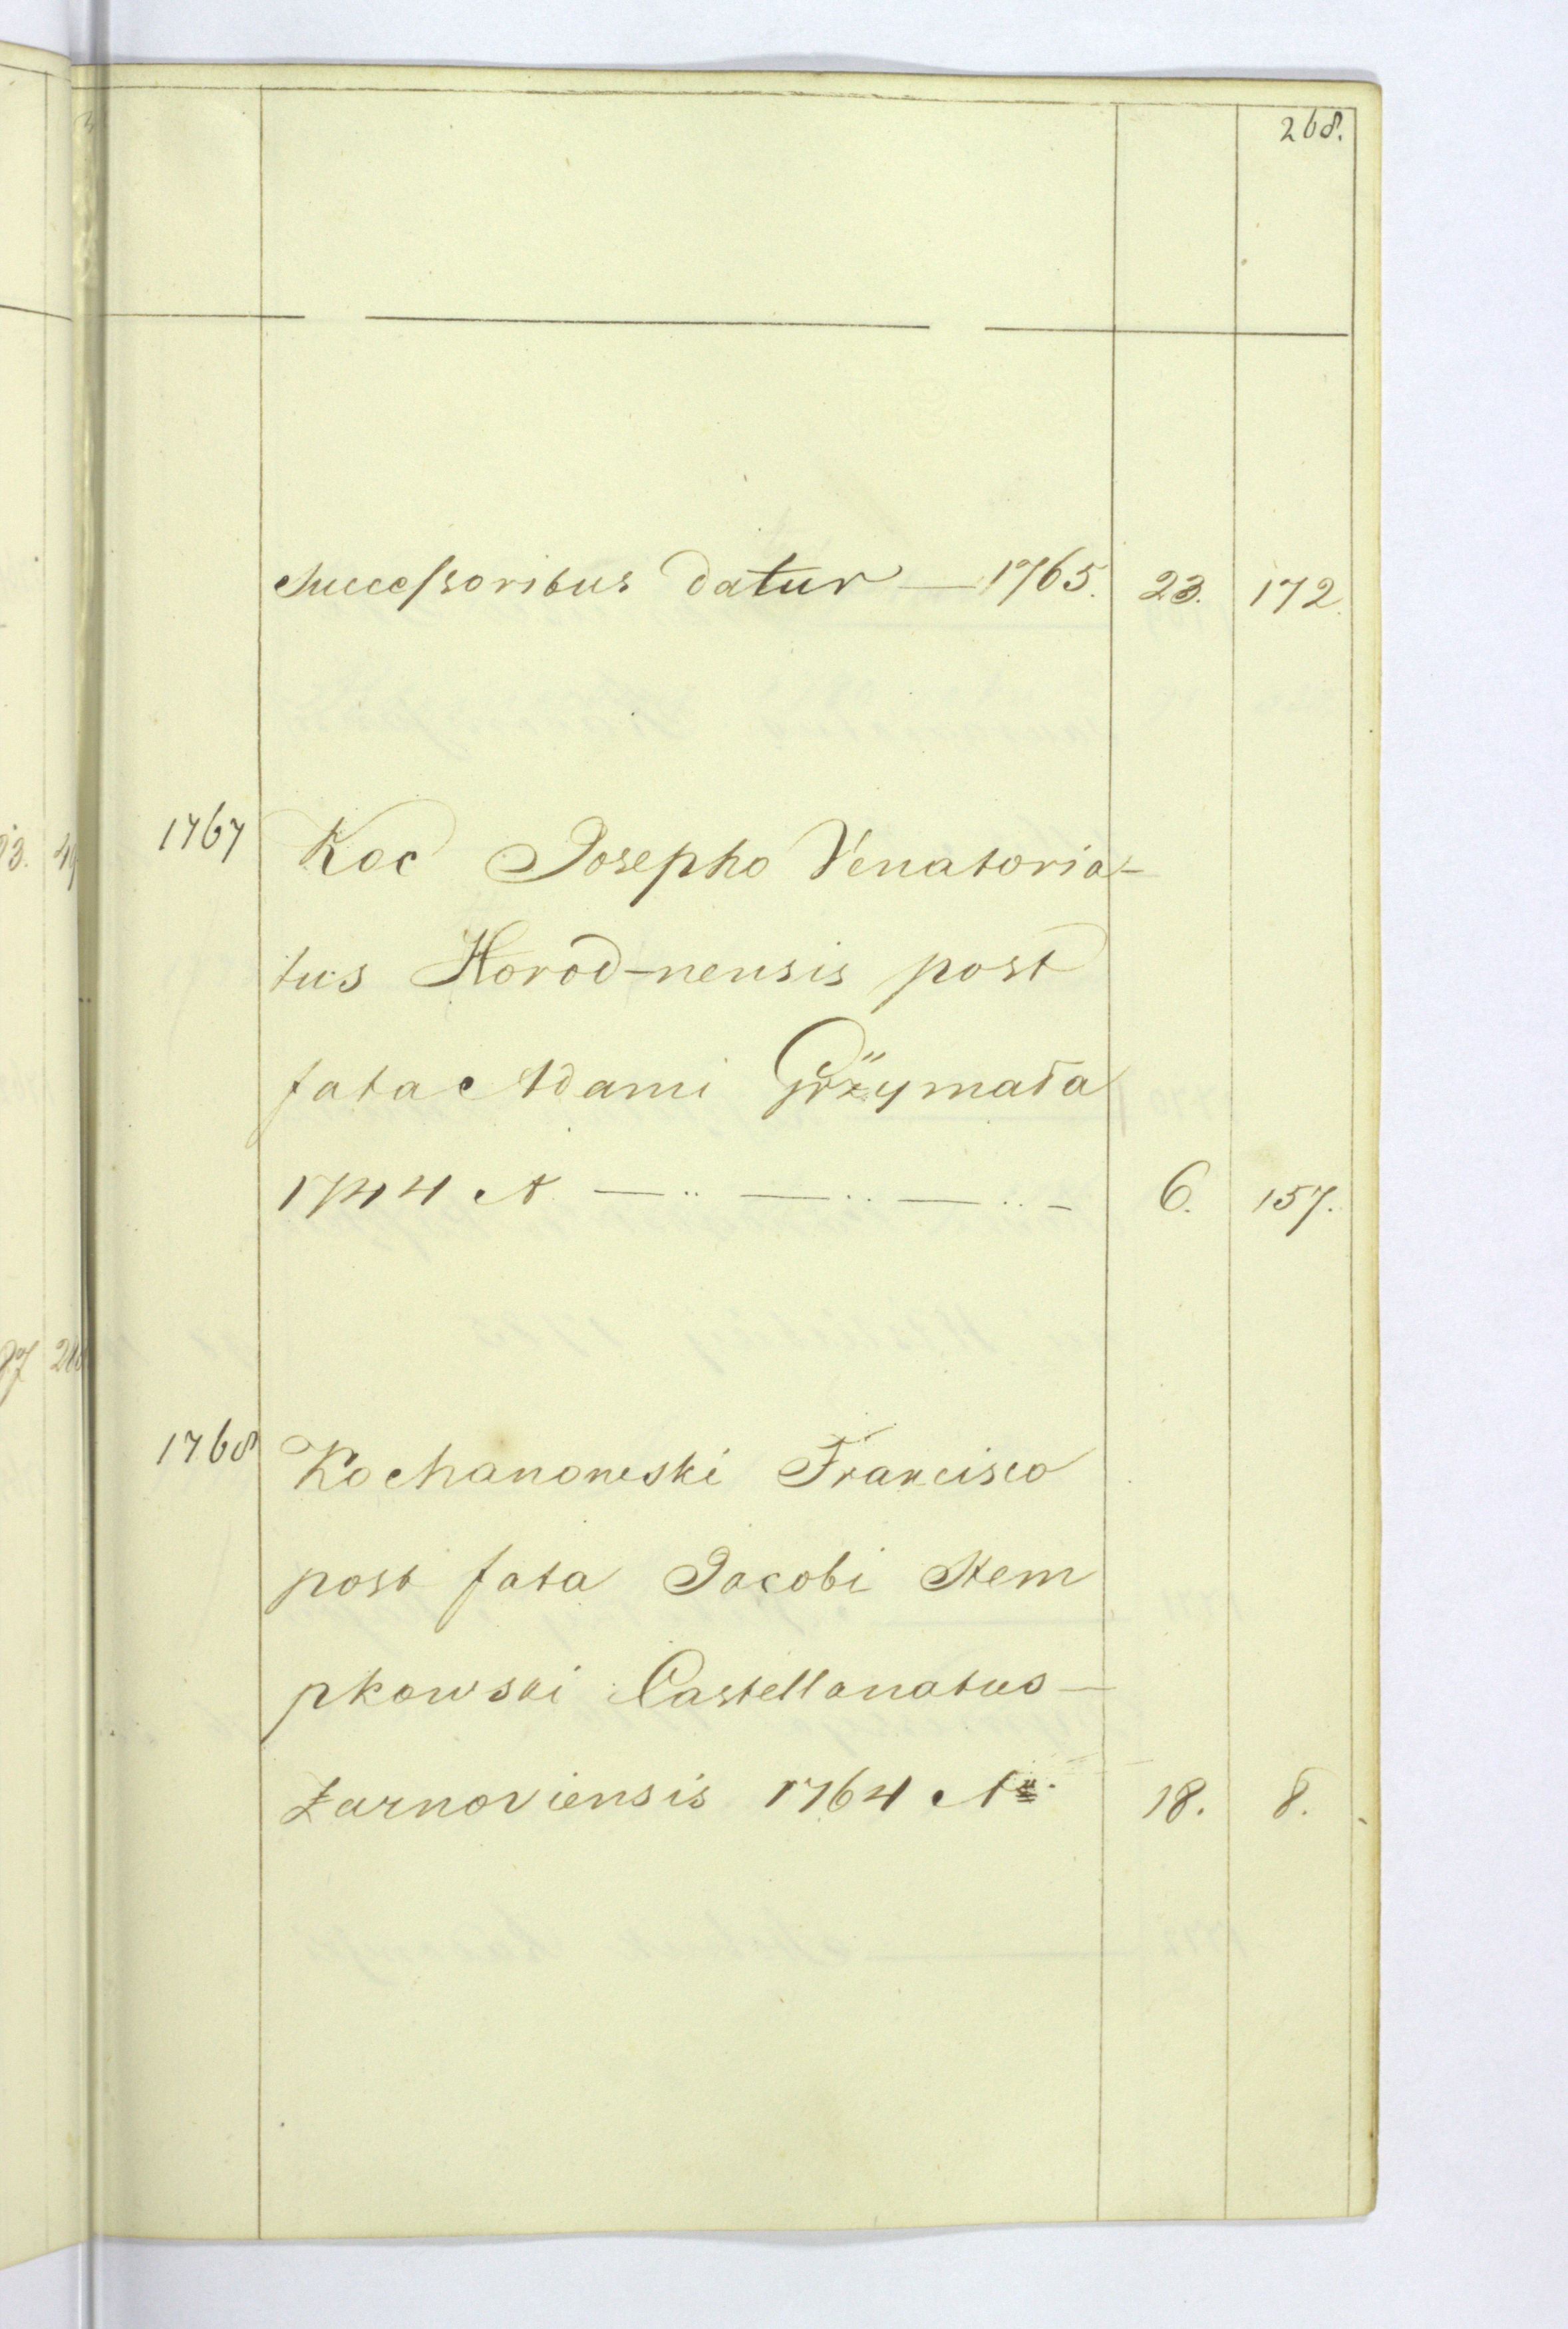 268.
Successoribus datur — 1765. 23. 172.
1767 Koc Josepho Venatoria-
tus Horod-nensis post
fata Adami Grzymała
1744 A. — .. — .. — .. – 6. 157.
1768 Kochanowski Francisco
post fata Jacobi Stem
pkowski Castellanatus —
Żarnoviensis 1764 A. 18. 8.